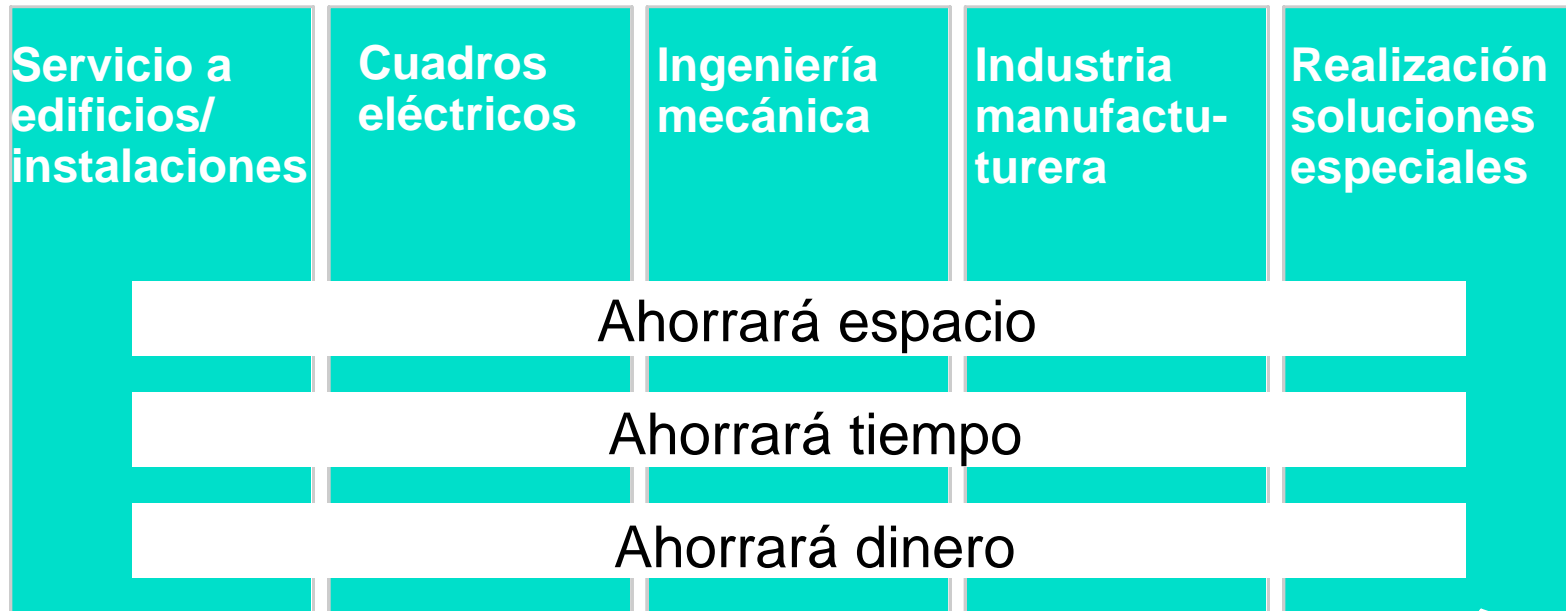 Servicio a
edificios/
instalaciones
Cuadros
eléctricos
Ingeniería
mecánica
Industria
manufactu-
turera
Realización
soluciones
especiales
Ahorrará espacio
Ahorrará tiempo
Ahorrará dinero